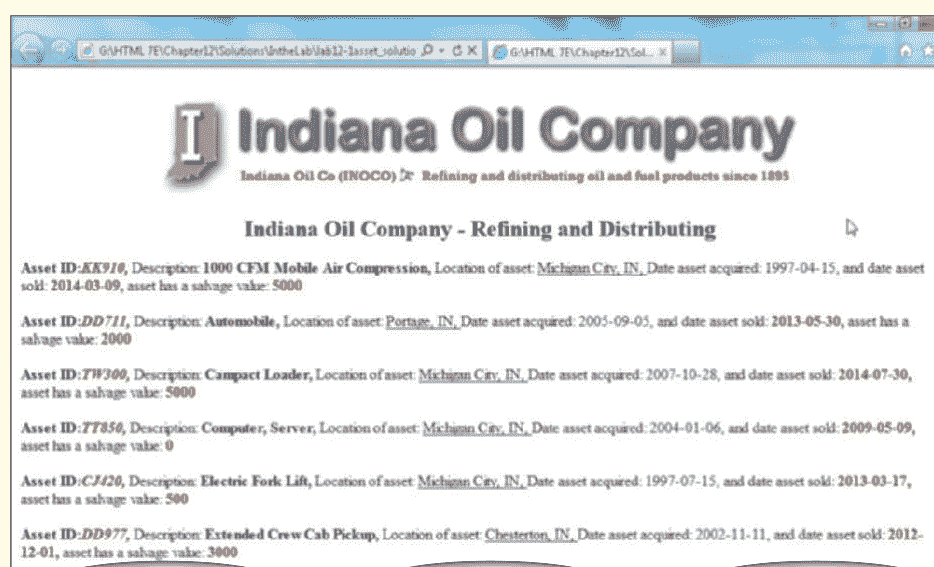 G:\HTML 7E\Chapter12\Solutions\IntheLab\lab12-1asset_solutio
G:\HTML 7E\Chapter12\Sol...
I Indiana Oil Company
Indiana Oil Co (INOCO) Refining and distributing oil and fuel products since 1895
Indiana Oil Company - Refining and Distributing
Asset ID:KK910, Description: 1000 CFM Mobile Air Compression, Location of asset: Michigan City, IN, Date asset acquired: 1997-04-15, and date asset
sold: 2014-03-09, asset has a salvage value: 5000
Asset ID:DD711, Description: Automobile, Location of asset: Portage, IN, Date asset acquired: 2005-09-05, and date asset sold: 2013-05-30, asset has a
salvage value: 2000
Asset ID:TW300, Description: Campact Loader, Location of asset: Michigan City, IN, Date asset acquired: 2007-10-28, and date asset sold: 2014-07-30,
asset has a salvage value: 5000
Asset ID:TT850, Description: Computer, Server, Location of asset: Michigan City, IN, Date asset acquired: 2004-01-06, and date asset sold: 2009-05-09,
asset has a salvage value: 0
Asset ID:CJ420, Description: Electric Fork Lift, Location of asset: Michigan City, IN, Date asset acquired: 1997-07-15, and date asset sold: 2013-03-17,
asset has a salvage value: 500
Asset ID:DD977, Description: Extended Crew Cab Pickup, Location of asset: Chesterton, IN, Date asset acquired: 2002-11-11, and date asset sold: 2012-
12-01, asset has a salvage value: 3000